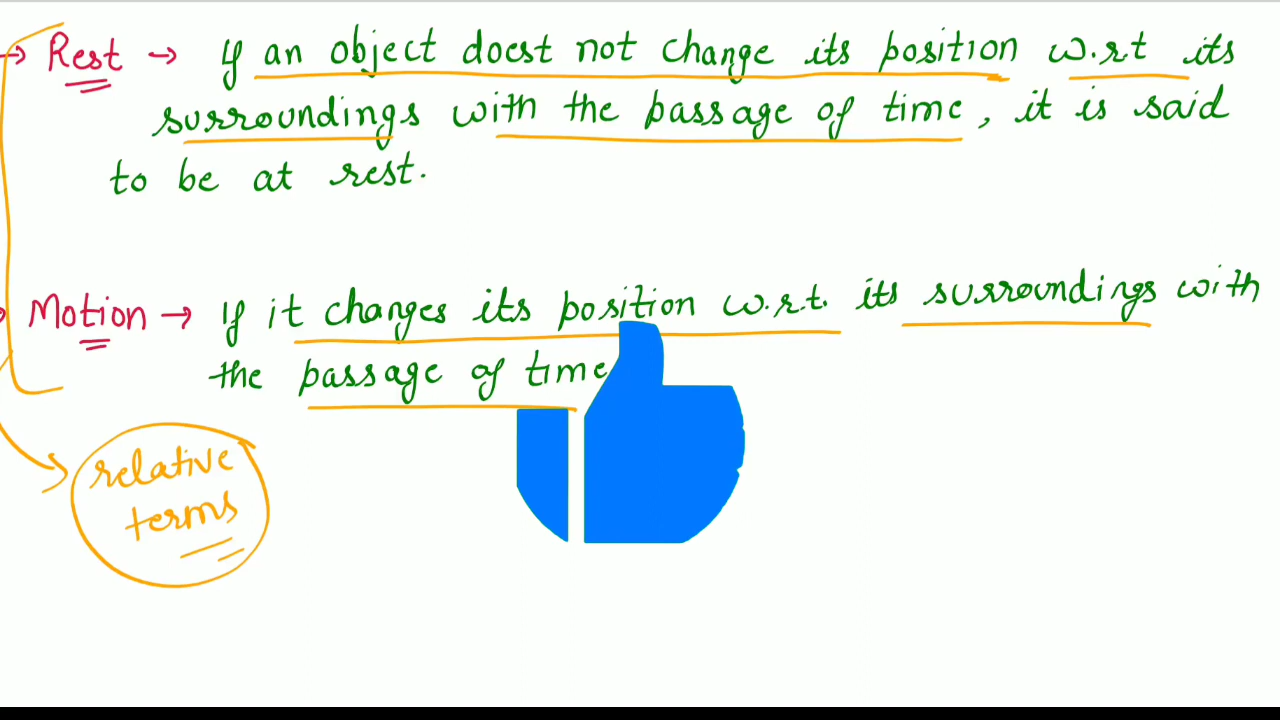 → Rest → If an object doest not change its position w.r.t its
surroundings with the passage of time, it is said
to be at rest.
Motion → If it changes its position w.r.t. its surroundings with
the passage of time
relative
terms